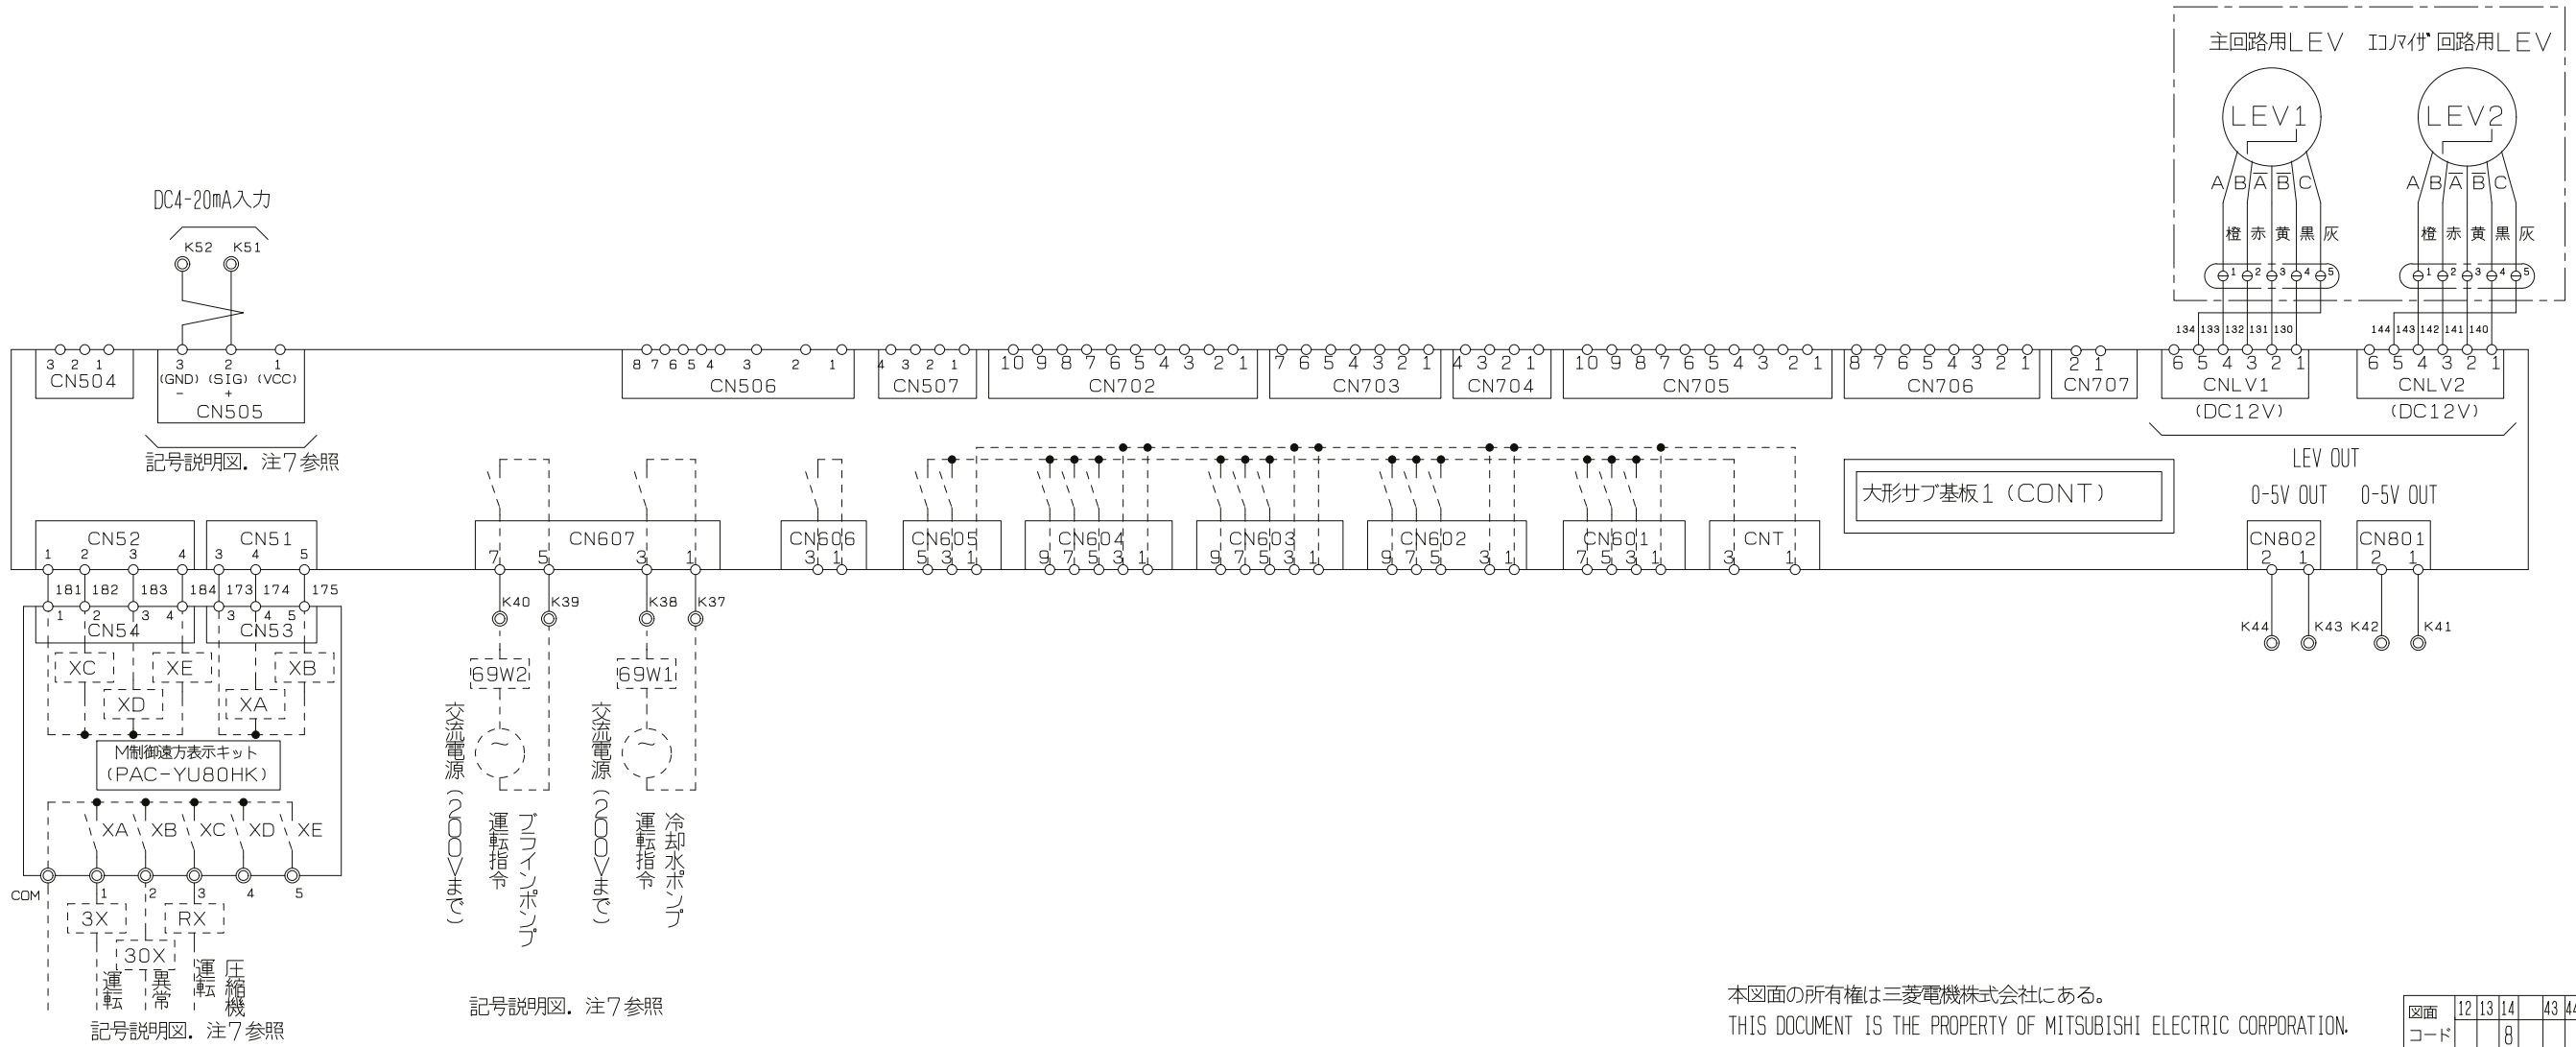 主回路用LEV エコノマイザ回路用LEV
LEV1 LEV2
A B A̅ B̅ C A B A̅ B̅ C
橙 赤 黄 黒 灰 橙 赤 黄 黒 灰
1 2 3 4 5 1 2 3 4 5
134 133 132 131 130 144 143 142 141 140
DC4-20mA入力
K52 K51
3 2 1
CN504
3 2 1
(GND) (SIG) (VCC)
- +
CN505
記号説明図. 注7参照
8 7 6 5 4 3 2 1
CN506
4 3 2 1
CN507
10 9 8 7 6 5 4 3 2 1
CN702
7 6 5 4 3 2 1
CN703
4 3 2 1
CN704
10 9 8 7 6 5 4 3 2 1
CN705
8 7 6 5 4 3 2 1
CN706
2 1
CN707
6 5 4 3 2 1
CNLV1
(DC12V)
6 5 4 3 2 1
CNLV2
(DC12V)
LEV OUT
0-5V OUT 0-5V OUT
大形サブ基板1 (CONT)
CN52
1 2 3 4
CN51
3 4 5
CN607
7 5 3 1
CN606
3 1
CN605
5 3 1
CN604
9 7 5 3 1
CN603
9 7 5 3 1
CN602
9 7 5 3 1
CN601
7 5 3 1
CNT
3 1
CN802
2 1
CN801
2 1
181 182 183 184 173 174 175
1 2 3 4
CN54
3 4 5
CN53
K40 K39 K38 K37
K44 K43 K42 K41
XC XE XB
XD XA
69W2 69W1
M制御遠方表示キット
(PAC-YU80HK)
XA XB XC XD XE
COM 1 2 3 4 5
3X RX
30X
運転
異常
圧縮機
運転
記号説明図. 注7参照
交流電源(200Vまで)
ブラインポンプ
運転指令
交流電源(200Vまで)
冷却水ポンプ
運転指令
~ ~
記号説明図. 注7参照
本図面の所有権は三菱電機株式会社にある。
THIS DOCUMENT IS THE PROPERTY OF MITSUBISHI ELECTRIC CORPORATION.
図面 12 13 14 43 44
コード 8